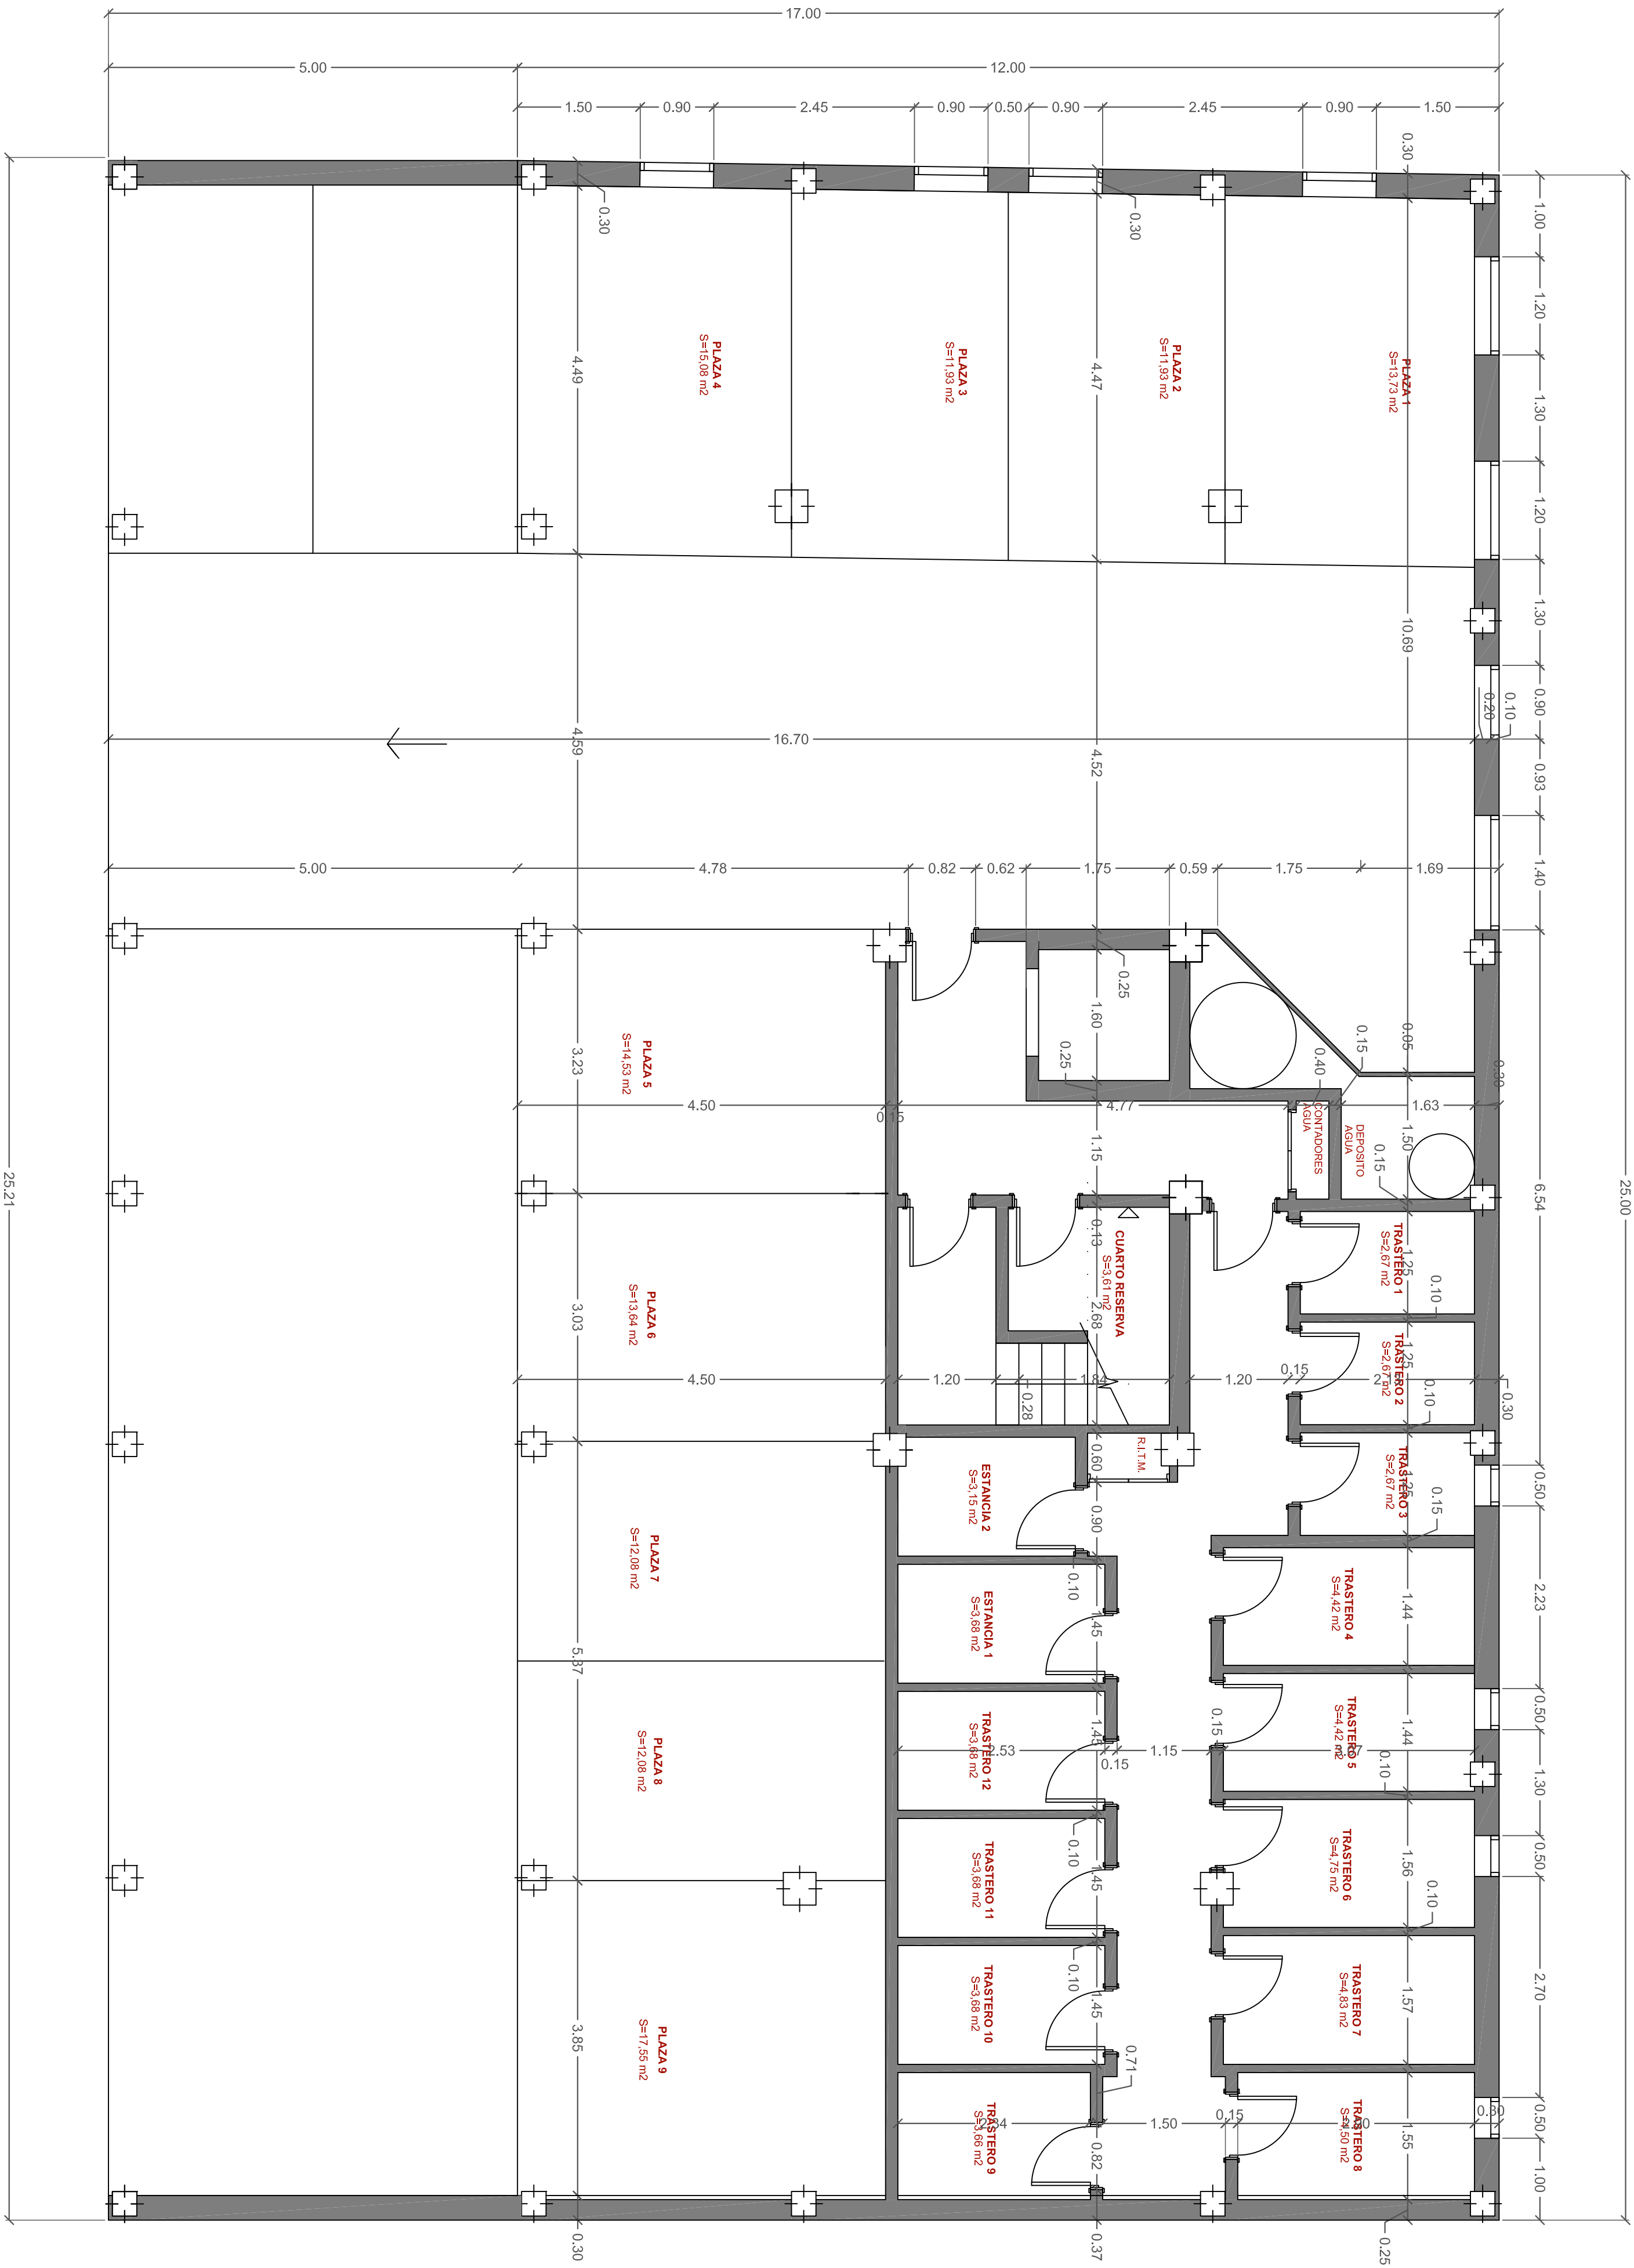 17.00
5.00
12.00
1.50
0.90
2.45
0.90
0.50
0.90
2.45
0.90
1.50
0.30
25.21
25.00
0.30
0.30
1.00
1.20
1.30
1.20
1.30
0.90
0.93
1.40
6.54
0.50
2.23
0.50
1.30
0.50
2.70
0.50
1.00
PLAZA 4
S=15,08 m2
PLAZA 3
S=11,93 m2
PLAZA 2
S=11,93 m2
PLAZA 1
S=13,73 m2
4.49
4.47
10.69
0.20
0.10
16.70
4.59
4.52
5.00
4.78
0.82
0.62
1.75
0.59
1.75
1.69
0.25
1.60
0.25
0.40
0.15
0.05
0.30
PLAZA 5
S=14,53 m2
3.23
4.50
0.15
4.77
1.63
1.15
CONTADORES
AGUA
DEPOSITO
AGUA
0.15
1.50
PLAZA 6
S=13,64 m2
3.03
0.13
CUARTO RESERVA
S=3,61 m2
2.68
TRASTERO 1
S=2,67 m2
1.25
0.10
TRASTERO 2
S=2,67 m2
1.25
0.10
4.50
1.20
0.28
1.84
1.20
0.15
0.30
0.60
R.I.T.M.
TRASTERO 3
S=2,67 m2
1.25
0.15
ESTANCIA 2
S=3,15 m2
0.90
0.10
PLAZA 7
S=12,08 m2
5.87
ESTANCIA 1
S=3,68 m2
1.45
TRASTERO 4
S=4,42 m2
1.44
PLAZA 8
S=12,08 m2
TRASTERO 12
S=3,68 m2
1.45
2.53
0.15
1.15
0.15
TRASTERO 5
S=4,42 m2
1.44
0.10
0.10
TRASTERO 11
S=3,68 m2
1.45
TRASTERO 6
S=4,75 m2
1.56
0.10
0.10
PLAZA 9
S=17,55 m2
3.85
TRASTERO 10
S=3,68 m2
1.45
TRASTERO 7
S=4,83 m2
1.57
0.71
TRASTERO 9
S=3,66 m2
0.82
1.50
0.15
TRASTERO 8
S=4,50 m2
1.55
0.30
0.30
0.37
0.25